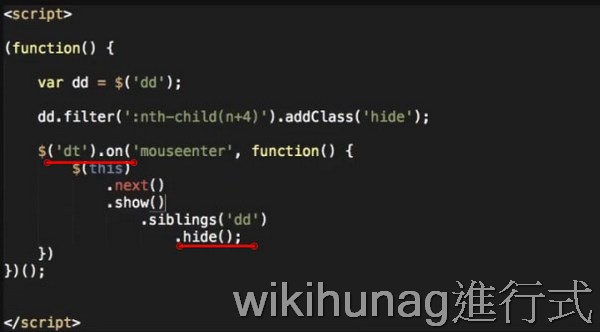 <script>
(function() {
var dd = $('dd');
dd.filter(':nth-child(n+4)').addClass('hide');
$('dt').on('mouseenter', function() {
$(this)
.next()
.show()
.siblings('dd')
.hide();
})
})();
</script>
wikihunag進行式